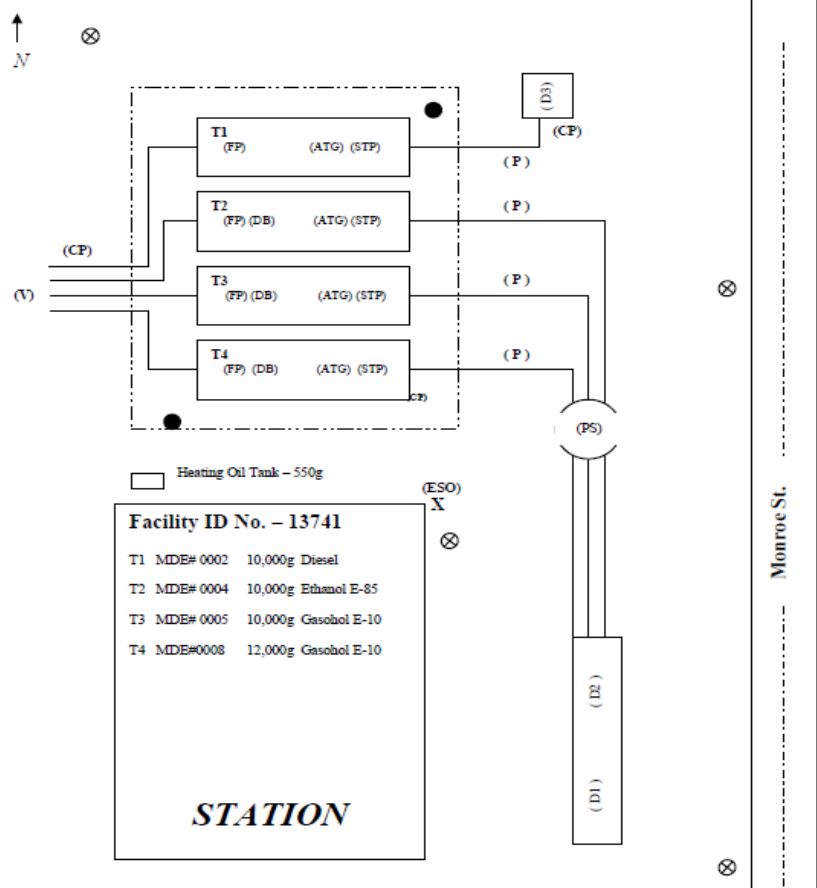 N
(D3)
(CP)
T1
(FP) (ATG) (STP)
(P)
T2
(FP) (DB) (ATG) (STP)
(P)
(CP)
(V)
T3
(FP) (DB) (ATG) (STP)
(P)
T4
(FP) (DB) (ATG) (STP)
(P)
(CP)
(PS)
Heating Oil Tank – 550g
(ESO)
X
Facility ID No. – 13741
T1 MDE# 0002 10,000g Diesel
T2 MDE# 0004 10,000g Ethanol E-85
T3 MDE# 0005 10,000g Gasohol E-10
T4 MDE#0008 12,000g Gasohol E-10
STATION
(D2)
(D1)
Monroe St.